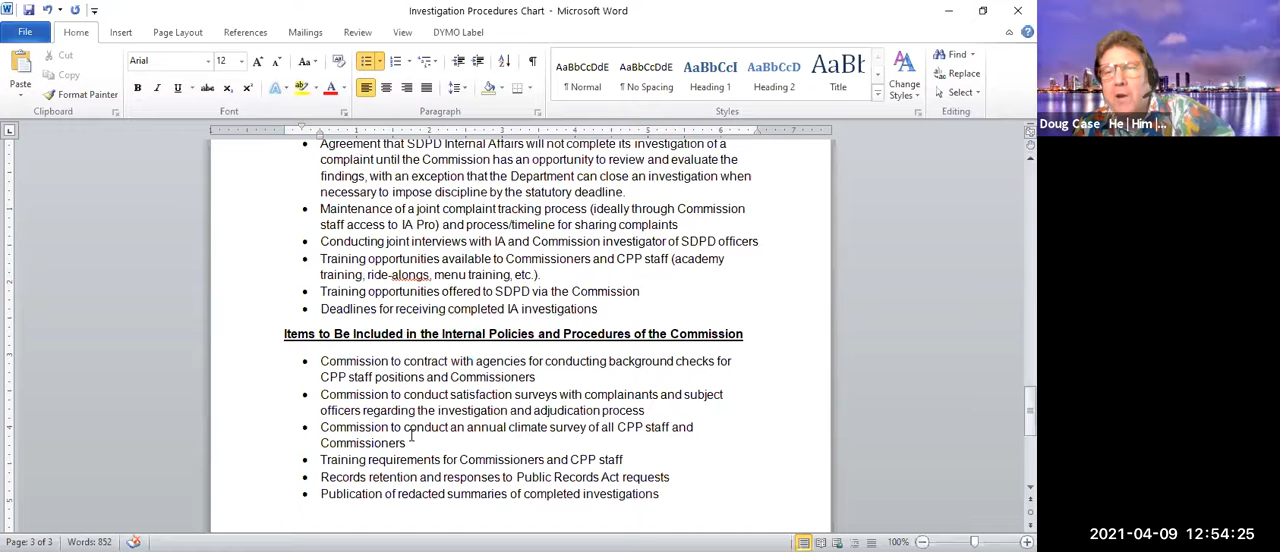 Investigation Procedures Chart - Microsoft Word
File Home Insert Page Layout References Mailings Review View DYMO Label
Paste
Cut
Copy
Format Painter
Clipboard
Arial 12
Font
Paragraph
AaBbCcDdE AaBbCcDdE AaBbCcI AaBbCcD AaBbt
¶ Normal ¶ No Spacing Heading 1 Heading 2 Title
Styles
Change Styles
Find
Replace
Select
Editing
Doug Case He | Him |...
1 1 2 3 4 5 6 7
• Agreement that SDPD Internal Affairs will not complete its investigation of a
complaint until the Commission has an opportunity to review and evaluate the
findings, with an exception that the Department can close an investigation when
necessary to impose discipline by the statutory deadline.
• Maintenance of a joint complaint tracking process (ideally through Commission
staff access to IA Pro) and process/timeline for sharing complaints
• Conducting joint interviews with IA and Commission investigator of SDPD officers
• Training opportunities available to Commissioners and CPP staff (academy
training, ride-alongs, menu training, etc.).
• Training opportunities offered to SDPD via the Commission
• Deadlines for receiving completed IA investigations
Items to Be Included in the Internal Policies and Procedures of the Commission
• Commission to contract with agencies for conducting background checks for
CPP staff positions and Commissioners
• Commission to conduct satisfaction surveys with complainants and subject
officers regarding the investigation and adjudication process
• Commission to conduct an annual climate survey of all CPP staff and
Commissioners
• Training requirements for Commissioners and CPP staff
• Records retention and responses to Public Records Act requests
• Publication of redacted summaries of completed investigations
Page: 3 of 3 Words: 852
100%
2021-04-09 12:54:25